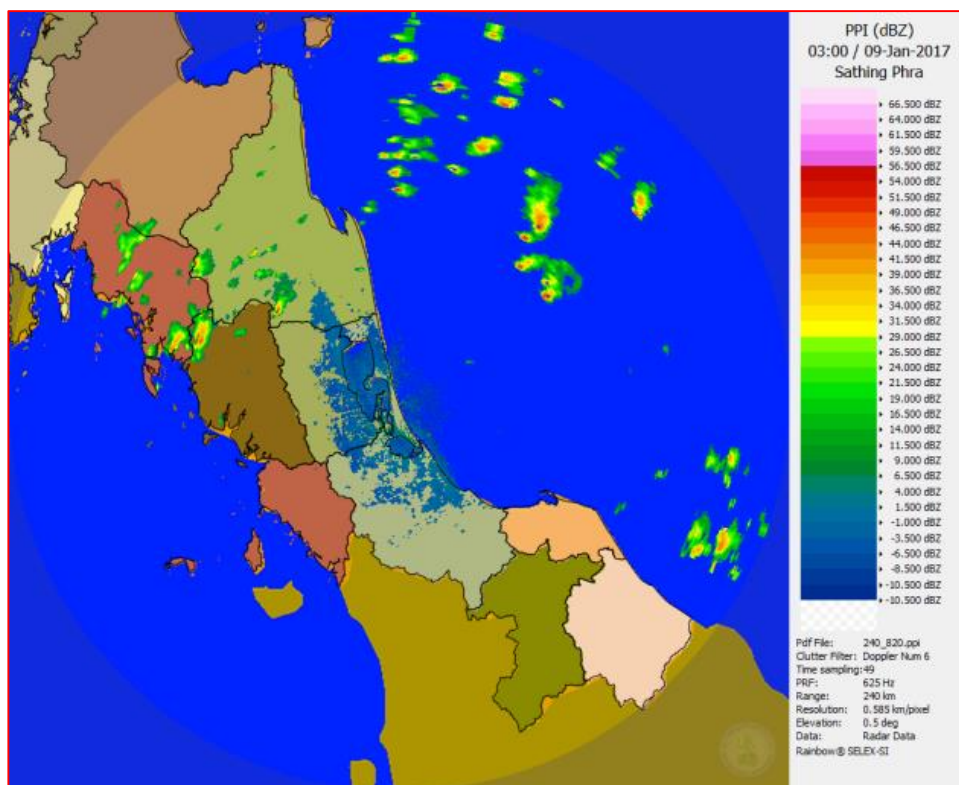 PPI (dBZ)
03:00 / 09-Jan-2017
Sathing Phra
66.500 dBZ
64.000 dBZ
61.500 dBZ
59.500 dBZ
56.500 dBZ
54.000 dBZ
51.500 dBZ
49.000 dBZ
46.500 dBZ
44.000 dBZ
41.500 dBZ
39.000 dBZ
36.500 dBZ
34.000 dBZ
31.500 dBZ
29.000 dBZ
26.500 dBZ
24.000 dBZ
21.500 dBZ
19.000 dBZ
16.500 dBZ
14.000 dBZ
11.500 dBZ
9.000 dBZ
6.500 dBZ
4.000 dBZ
1.500 dBZ
-1.000 dBZ
-3.500 dBZ
-6.500 dBZ
-8.500 dBZ
-10.500 dBZ
-10.500 dBZ
Pdf File: 240_820.ppi
Clutter Filter: Doppler Num 6
Time sampling:49
PRF: 625 Hz
Range: 240 km
Resolution: 0.585 km/pixel
Elevation: 0.5 deg
Data: Radar Data
Rainbow® SELEX-SI